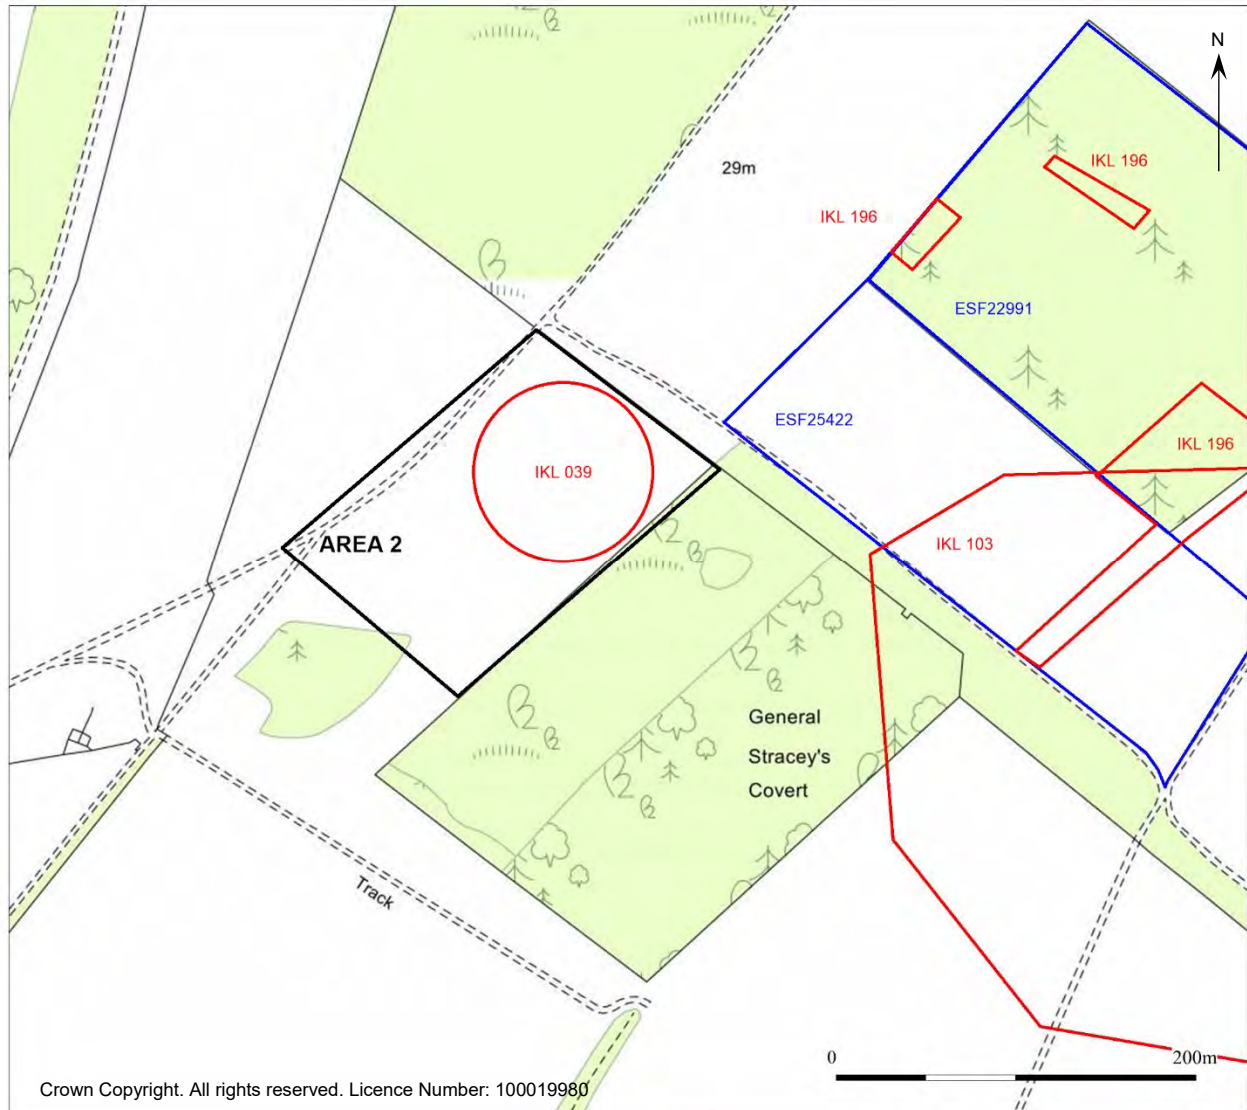 N
29m
IKL 196
IKL 196
ESF22991
ESF25422
IKL 196
IKL 039
IKL 103
AREA 2
General
Stracey's
Covert
Track
0
200m
Crown Copyright. All rights reserved. Licence Number: 100019980